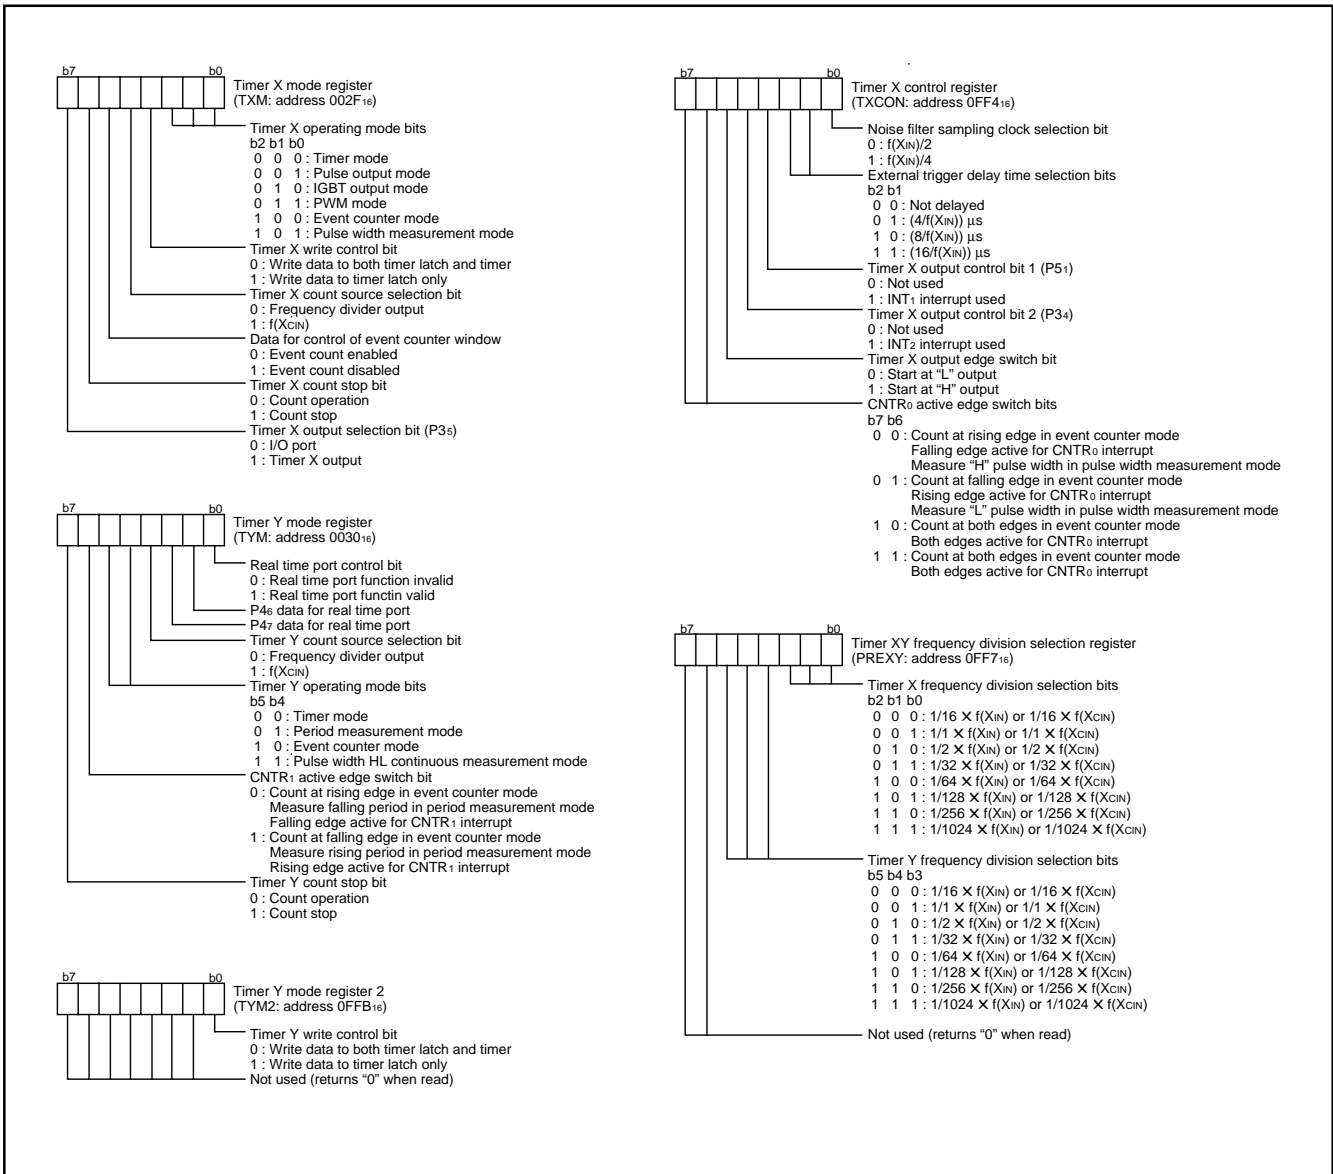 b7 b0
Timer X mode register
(TXM: address 002F16)
Timer X operating mode bits
b2 b1 b0
0 0 0 : Timer mode
0 0 1 : Pulse output mode
0 1 0 : IGBT output mode
0 1 1 : PWM mode
1 0 0 : Event counter mode
1 0 1 : Pulse width measurement mode
Timer X write control bit
0 : Write data to both timer latch and timer
1 : Write data to timer latch only
Timer X count source selection bit
0 : Frequency divider output
1 : f(XCIN)
Data for control of event counter window
0 : Event count enabled
1 : Event count disabled
Timer X count stop bit
0 : Count operation
1 : Count stop
Timer X output selection bit (P35)
0 : I/O port
1 : Timer X output
b7 b0
Timer Y mode register
(TYM: address 003016)
Real time port control bit
0 : Real time port function invalid
1 : Real time port functin valid
P46 data for real time port
P47 data for real time port
Timer Y count source selection bit
0 : Frequency divider output
1 : f(XCIN)
Timer Y operating mode bits
b5 b4
0 0 : Timer mode
0 1 : Period measurement mode
1 0 : Event counter mode
1 1 : Pulse width HL continuous measurement mode
CNTR1 active edge switch bit
0 : Count at rising edge in event counter mode
Measure falling period in period measurement mode
Falling edge active for CNTR1 interrupt
1 : Count at falling edge in event counter mode
Measure rising period in period measurement mode
Rising edge active for CNTR1 interrupt
Timer Y count stop bit
0 : Count operation
1 : Count stop
b7 b0
Timer Y mode register 2
(TYM2: address 0FFB16)
Timer Y write control bit
0 : Write data to both timer latch and timer
1 : Write data to timer latch only
Not used (returns “0” when read)
b7 b0
Timer X control register
(TXCON: address 0FF416)
Noise filter sampling clock selection bit
0 : f(XIN)/2
1 : f(XIN)/4
External trigger delay time selection bits
b2 b1
0 0 : Not delayed
0 1 : (4/f(XIN)) µs
1 0 : (8/f(XIN)) µs
1 1 : (16/f(XIN)) µs
Timer X output control bit 1 (P51)
0 : Not used
1 : INT1 interrupt used
Timer X output control bit 2 (P34)
0 : Not used
1 : INT2 interrupt used
Timer X output edge switch bit
0 : Start at “L” output
1 : Start at “H” output
CNTR0 active edge switch bits
b7 b6
0 0 : Count at rising edge in event counter mode
Falling edge active for CNTR0 interrupt
Measure “H” pulse width in pulse width measurement mode
0 1 : Count at falling edge in event counter mode
Rising edge active for CNTR0 interrupt
Measure “L” pulse width in pulse width measurement mode
1 0 : Count at both edges in event counter mode
Both edges active for CNTR0 interrupt
1 1 : Count at both edges in event counter mode
Both edges active for CNTR0 interrupt
b7 b0
Timer XY frequency division selection register
(PREXY: address 0FF716)
Timer X frequency division selection bits
b2 b1 b0
0 0 0 : 1/16 × f(XIN) or 1/16 × f(XCIN)
0 0 1 : 1/1 × f(XIN) or 1/1 × f(XCIN)
0 1 0 : 1/2 × f(XIN) or 1/2 × f(XCIN)
0 1 1 : 1/32 × f(XIN) or 1/32 × f(XCIN)
1 0 0 : 1/64 × f(XIN) or 1/64 × f(XCIN)
1 0 1 : 1/128 × f(XIN) or 1/128 × f(XCIN)
1 1 0 : 1/256 × f(XIN) or 1/256 × f(XCIN)
1 1 1 : 1/1024 × f(XIN) or 1/1024 × f(XCIN)
Timer Y frequency division selection bits
b5 b4 b3
0 0 0 : 1/16 × f(XIN) or 1/16 × f(XCIN)
0 0 1 : 1/1 × f(XIN) or 1/1 × f(XCIN)
0 1 0 : 1/2 × f(XIN) or 1/2 × f(XCIN)
0 1 1 : 1/32 × f(XIN) or 1/32 × f(XCIN)
1 0 0 : 1/64 × f(XIN) or 1/64 × f(XCIN)
1 0 1 : 1/128 × f(XIN) or 1/128 × f(XCIN)
1 1 0 : 1/256 × f(XIN) or 1/256 × f(XCIN)
1 1 1 : 1/1024 × f(XIN) or 1/1024 × f(XCIN)
Not used (returns “0” when read)